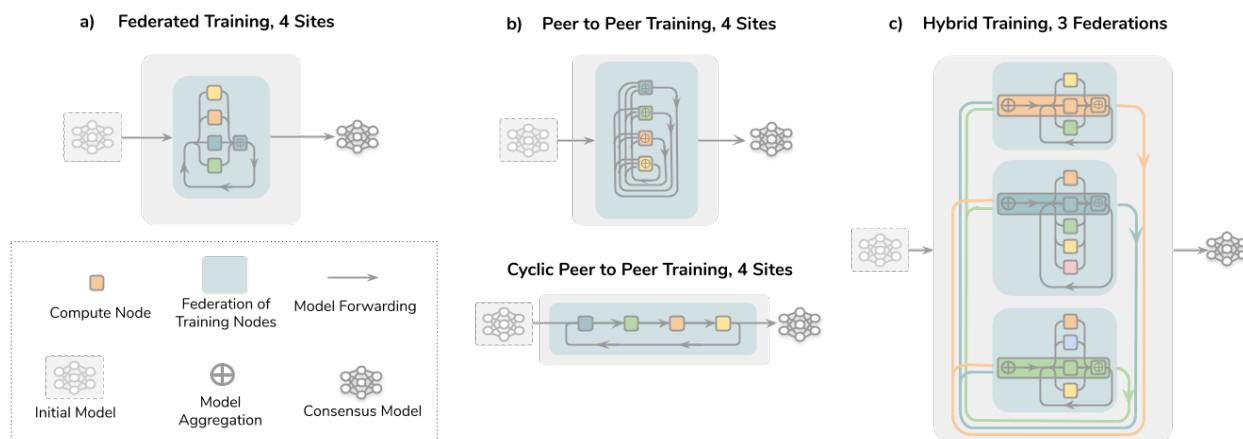 a) Federated Training, 4 Sites
b) Peer to Peer Training, 4 Sites
Cyclic Peer to Peer Training, 4 Sites
c) Hybrid Training, 3 Federations
Compute Node
Federation of
Training Nodes
Model Forwarding
Initial Model
Model
Aggregation
Consensus Model